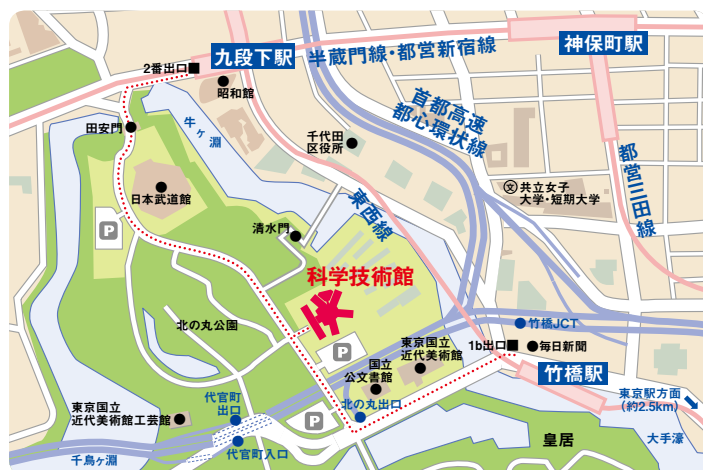 神保町駅
九段下駅
半蔵門線・都営新宿線
2番出口
昭和館
首都高速
都心環状線
牛ヶ淵
田安門
千代田
区役所
都営三田線
日本武道館
東西線
文
共立女子
大学・短期大学
P
清水門
科学技術館
北の丸公園
竹橋JCT
1b出口
毎日新聞
東京国立
近代美術館
P
国立
公文書館
竹橋駅
東京国立
近代美術館工芸館
代官町
出口
北の丸出口
P
東京駅方面
(約2.5km)
代官町入口
皇居
大手濠
千鳥ヶ淵